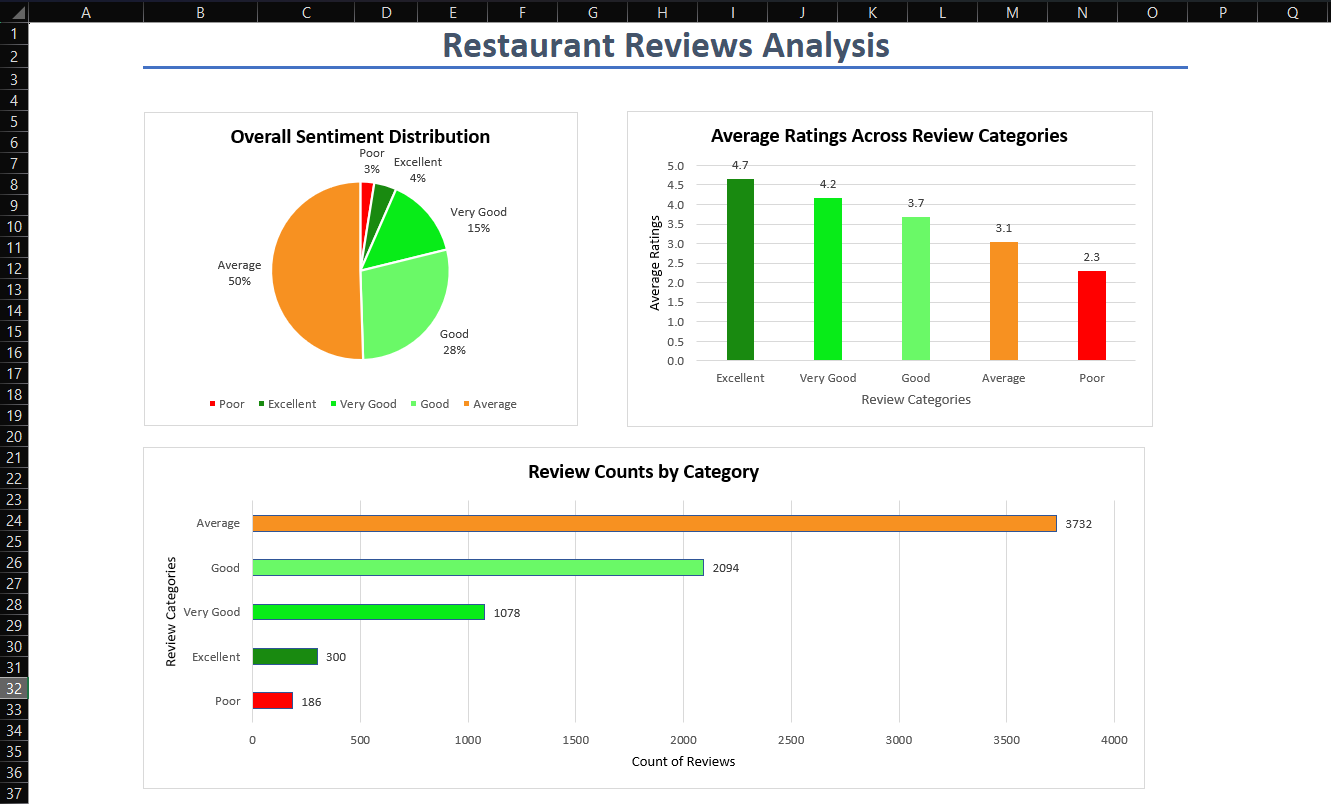 A B C D E F G H I J K L M N O P Q
1
2
3
4
5
6
7
8
9
10
11
12
13
14
15
16
17
18
19
20
21
22
23
24
25
26
27
28
29
30
31
32
33
34
35
36
37
Restaurant Reviews Analysis
Overall Sentiment Distribution
Poor
3%
Excellent
4%
Very Good
15%
Average
50%
Good
28%
Poor Excellent Very Good Good Average
Average Ratings Across Review Categories
Average Ratings
5.0
4.5
4.0
3.5
3.0
2.5
2.0
1.5
1.0
0.5
0.0
4.7
4.2
3.7
3.1
2.3
Excellent Very Good Good Average Poor
Review Categories
Review Counts by Category
Review Categories
Average 3732
Good 2094
Very Good 1078
Excellent 300
Poor 186
0 500 1000 1500 2000 2500 3000 3500 4000
Count of Reviews